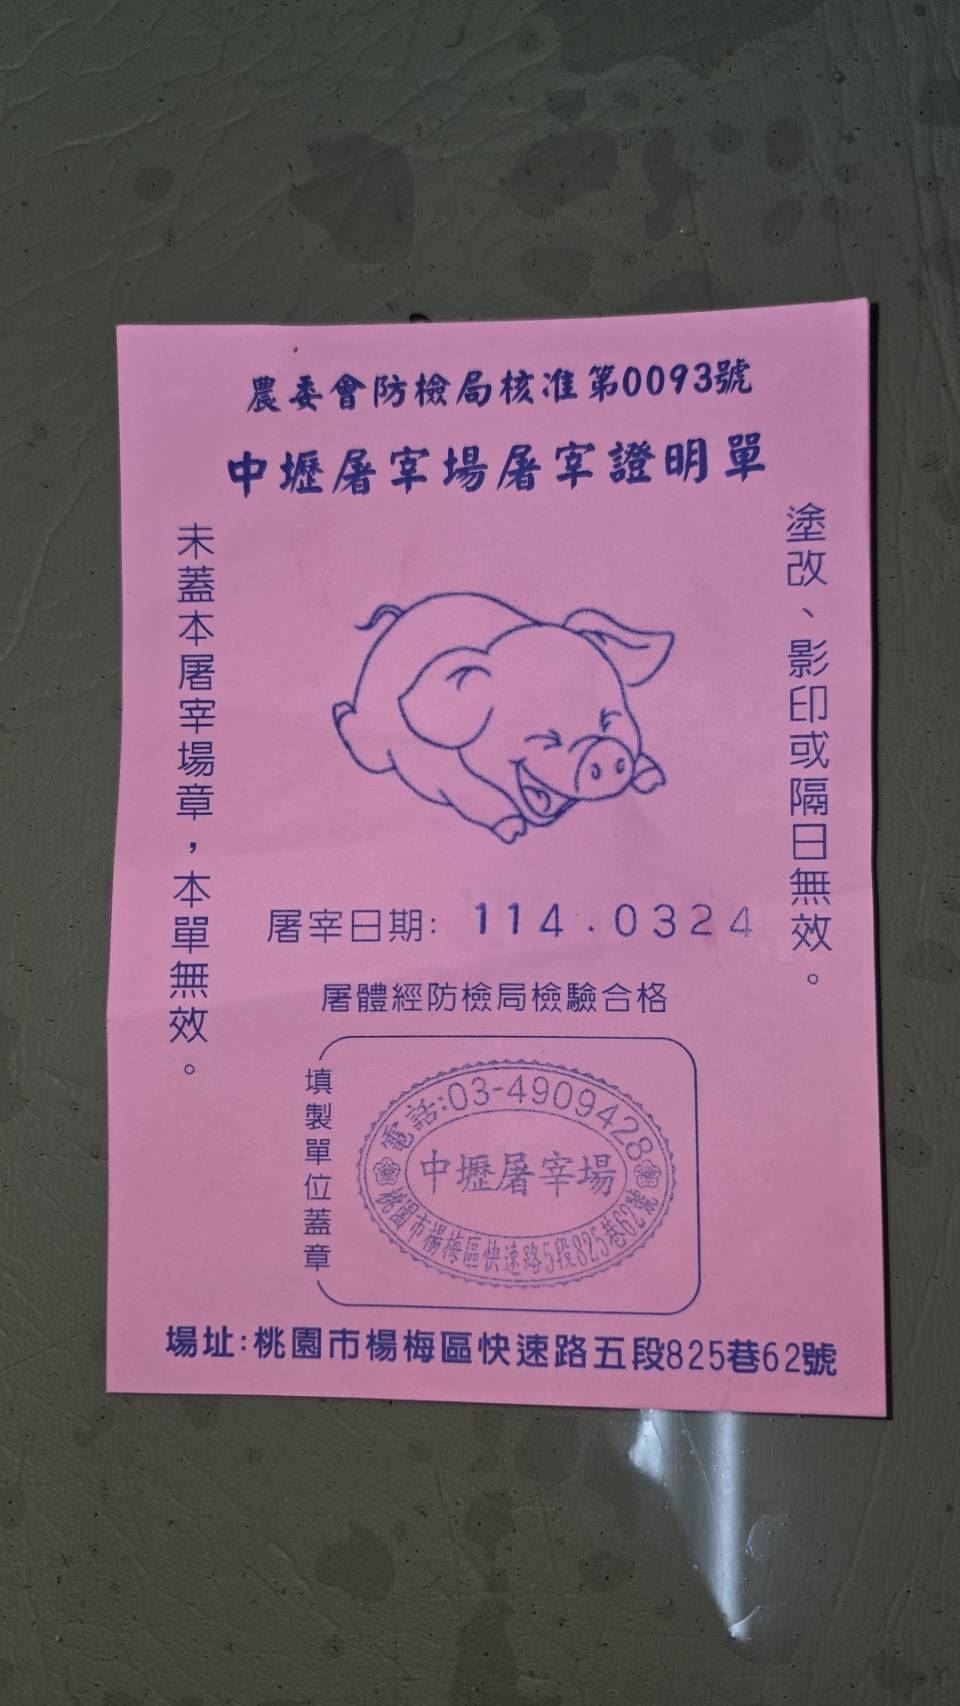 農委會防檢局核准第0093號
中壢屠宰場屠宰證明單
塗改、影印或隔日無效。
未蓋本屠宰場章，本單無效。
屠宰日期: 114.0324
屠體經防檢局檢驗合格
填製單位蓋章
電話:03-4909428
中壢屠宰場
桃園市楊梅區快速路5段825巷62號
場址:桃園市楊梅區快速路五段825巷62號